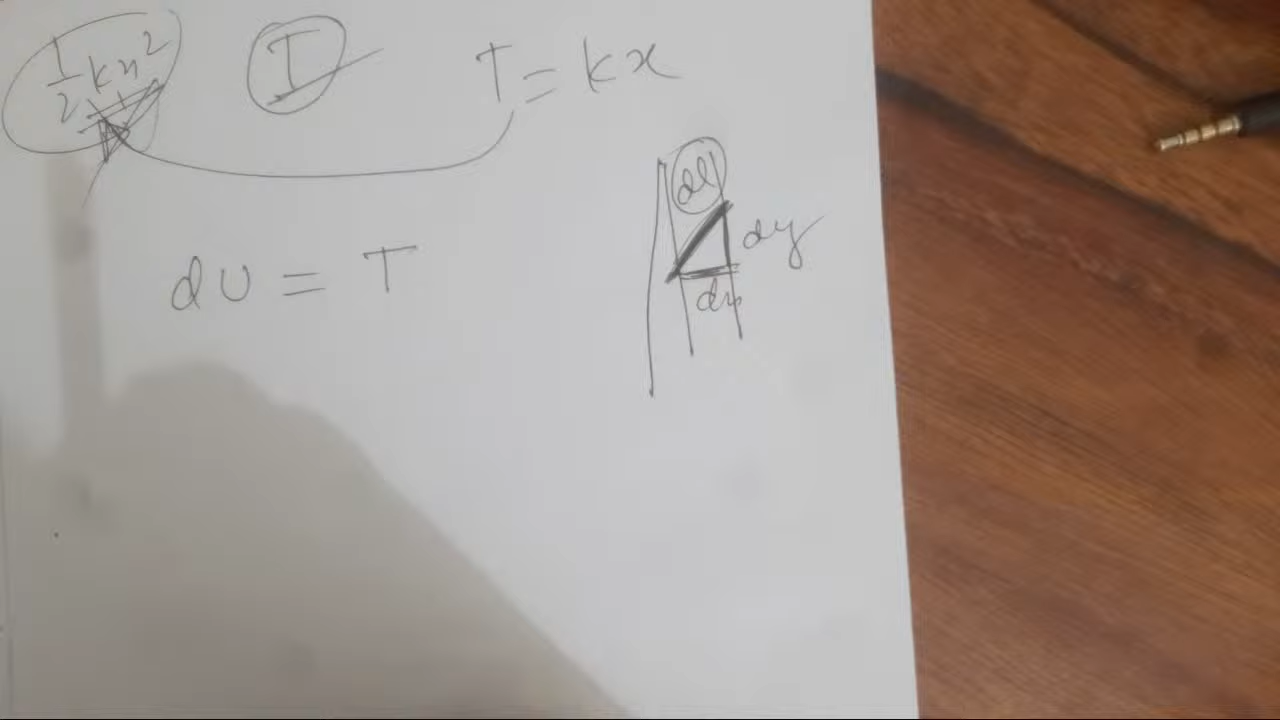 ½kx² T T = kx
dl
dy
dU = T
dx